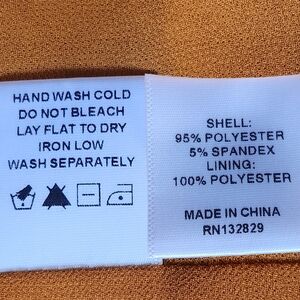 HAND WASH COLD
DO NOT BLEACH
LAY FLAT TO DRY
IRON LOW
WASH SEPARATELY
SHELL:
95% POLYESTER
5% SPANDEX
LINING:
100% POLYESTER
MADE IN CHINA
RN132829